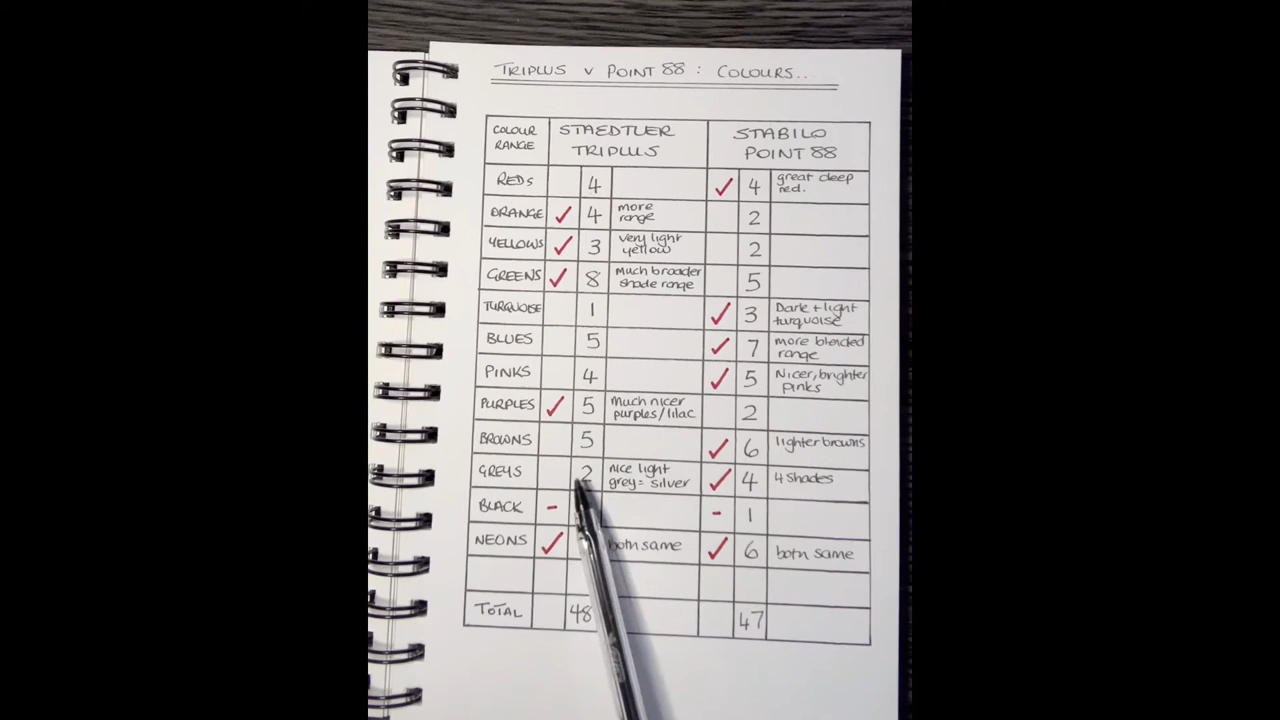 TRIPLUS V POINT 88 : COLOURS...
COLOUR RANGE STAEDTLER TRIPLUS STABILO POINT 88
REDS 4 ✓ 4 great deep red.
ORANGE ✓ 4 more range 2
YELLOWS ✓ 3 very light yellow 2
GREENS ✓ 8 Much broader shade range 5
TURQUOISE 1 ✓ 3 Dark + light turquoise
BLUES 5 ✓ 7 more blended range
PINKS 4 ✓ 5 Nicer, brighter pinks
PURPLES ✓ 5 Much nicer purples/lilac 2
BROWNS 5 ✓ 6 lighter browns
GREYS 2 nice light grey = silver ✓ 4 4 shades
BLACK - - 1
NEONS ✓ both same ✓ 6 both same
TOTAL 48 47